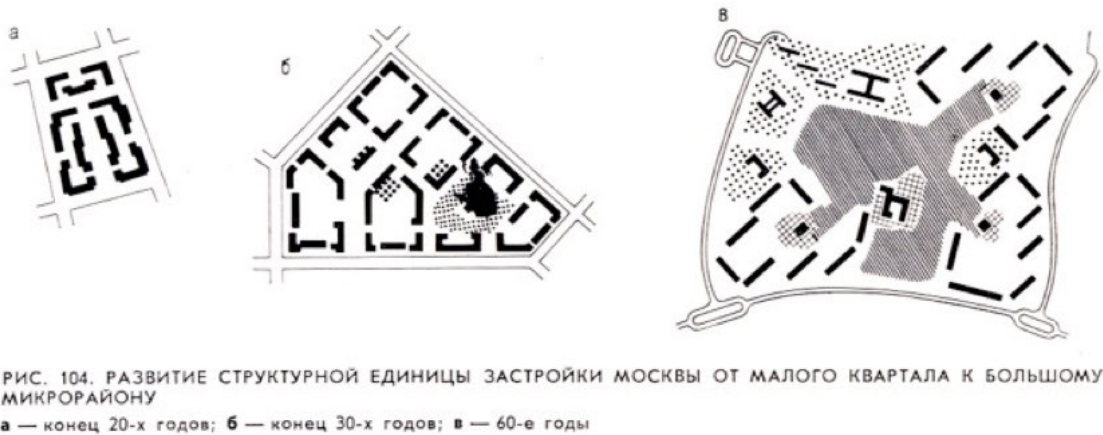 а
б
в
РИС. 104. РАЗВИТИЕ СТРУКТУРНОЙ ЕДИНИЦЫ ЗАСТРОЙКИ МОСКВЫ ОТ МАЛОГО КВАРТАЛА К БОЛЬШОМУ
МИКРОРАЙОНУ
а — конец 20-х годов; б — конец 30-х годов; в — 60-е годы